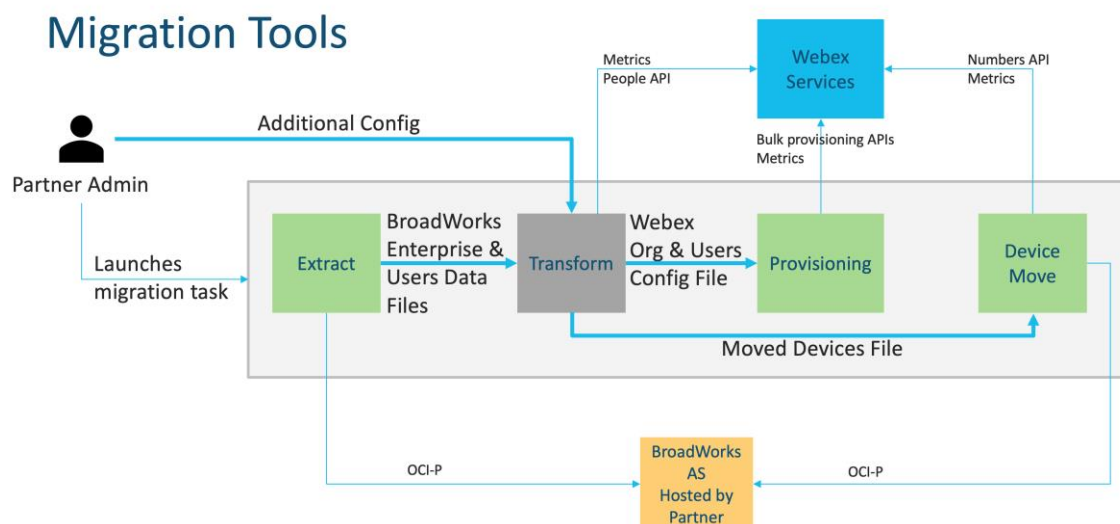 Migration Tools
Metrics
People API
Webex
Services
Numbers API
Metrics
Additional Config
Bulk provisioning APIs
Metrics
Partner Admin
Launches
migration task
Extract
BroadWorks
Enterprise &
Users Data
Files
Transform
Webex
Org & Users
Config File
Provisioning
Device
Move
Moved Devices File
OCI-P
BroadWorks
AS
Hosted by
Partner
OCI-P